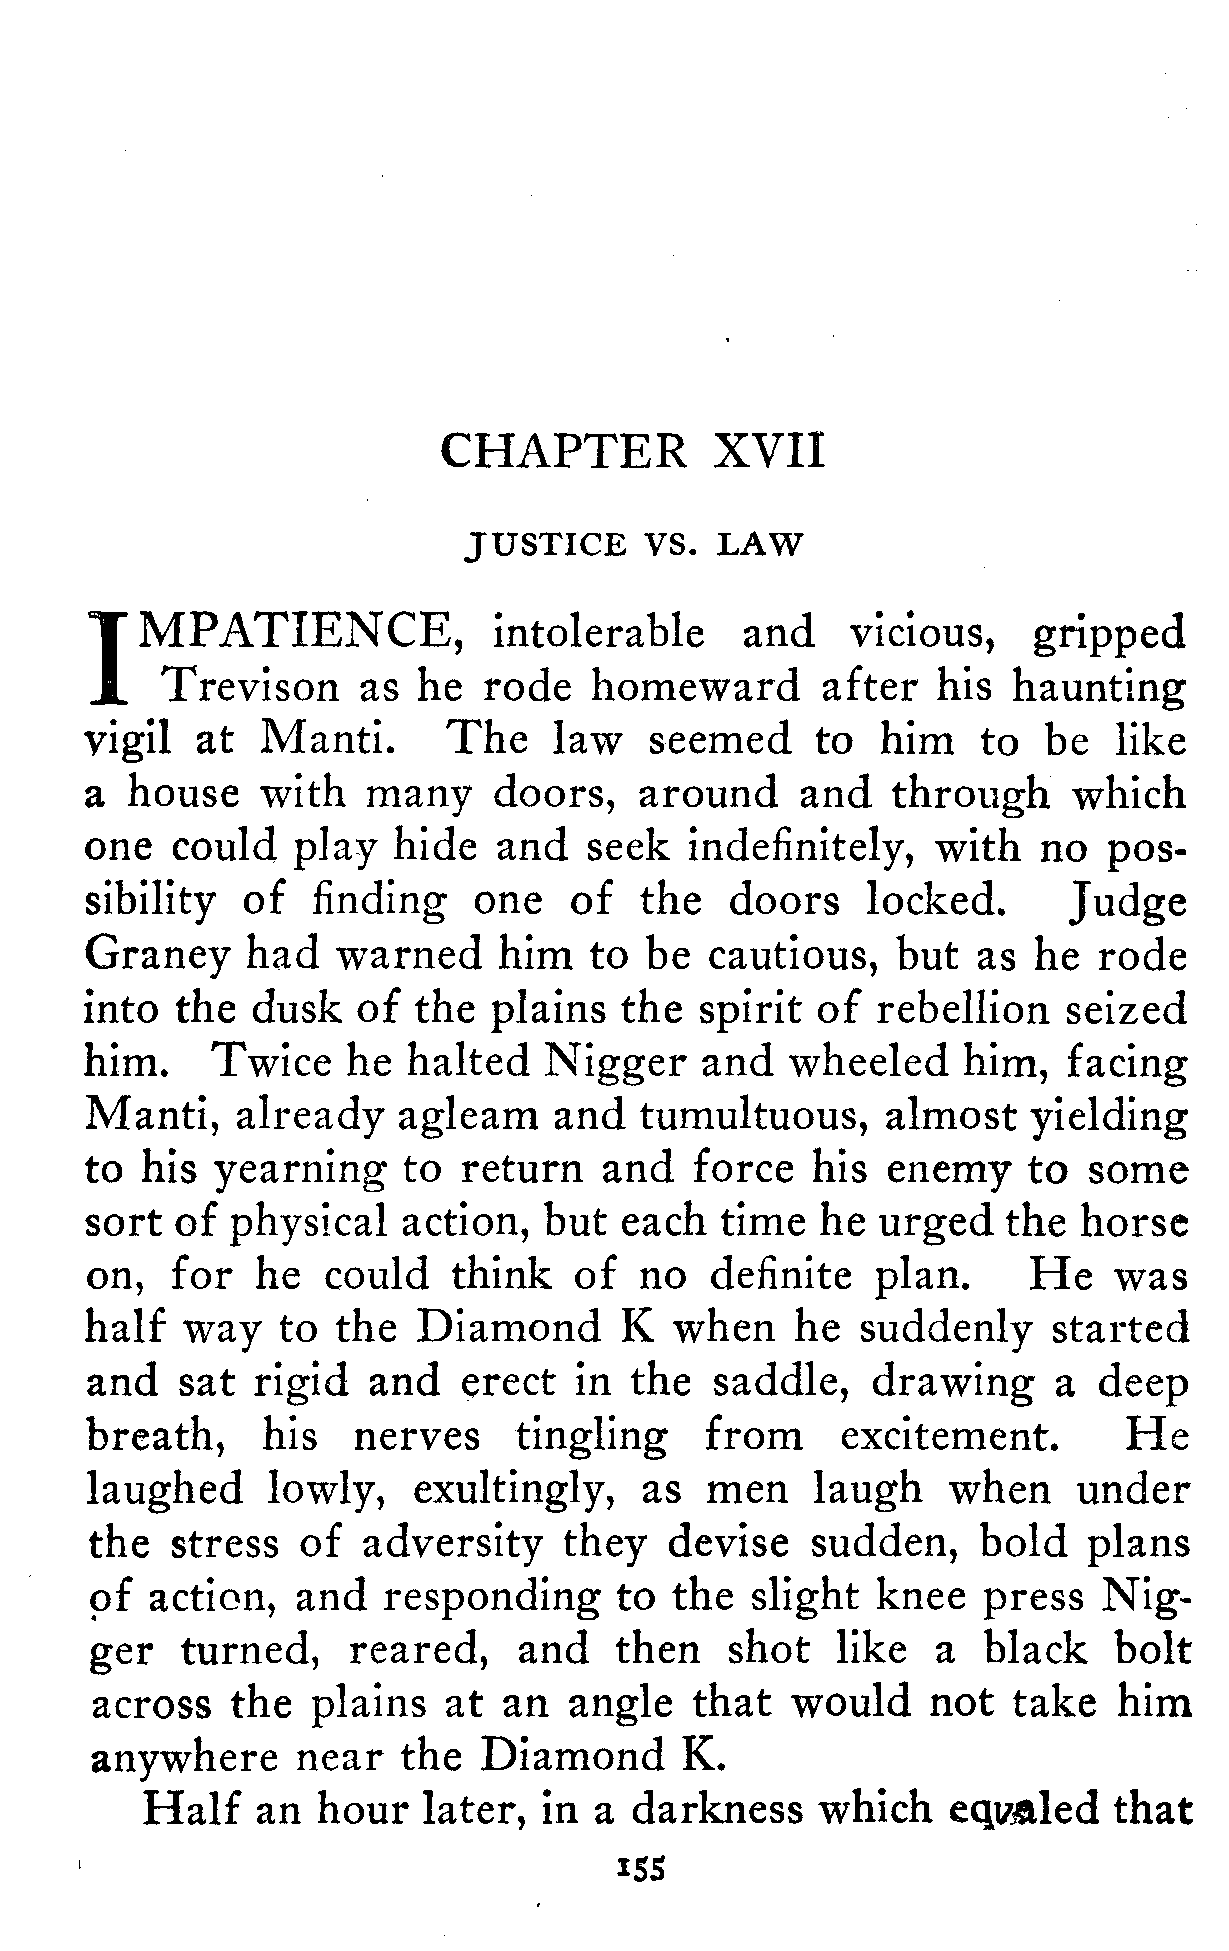 CHAPTER XVII
JUSTICE VS. LAW
IMPATIENCE, intolerable and vicious, gripped
Trevison as he rode homeward after his haunting
vigil at Manti. The law seemed to him to be like
a house with many doors, around and through which
one could play hide and seek indefinitely, with no pos-
sibility of finding one of the doors locked. Judge
Graney had warned him to be cautious, but as he rode
into the dusk of the plains the spirit of rebellion seized
him. Twice he halted Nigger and wheeled him, facing
Manti, already agleam and tumultuous, almost yielding
to his yearning to return and force his enemy to some
sort of physical action, but each time he urged the horse
on, for he could think of no definite plan. He was
half way to the Diamond K when he suddenly started
and sat rigid and erect in the saddle, drawing a deep
breath, his nerves tingling from excitement. He
laughed lowly, exultingly, as men laugh when under
the stress of adversity they devise sudden, bold plans
of action, and responding to the slight knee press Nig-
ger turned, reared, and then shot like a black bolt
across the plains at an angle that would not take him
anywhere near the Diamond K.
Half an hour later, in a darkness which equaled that
155